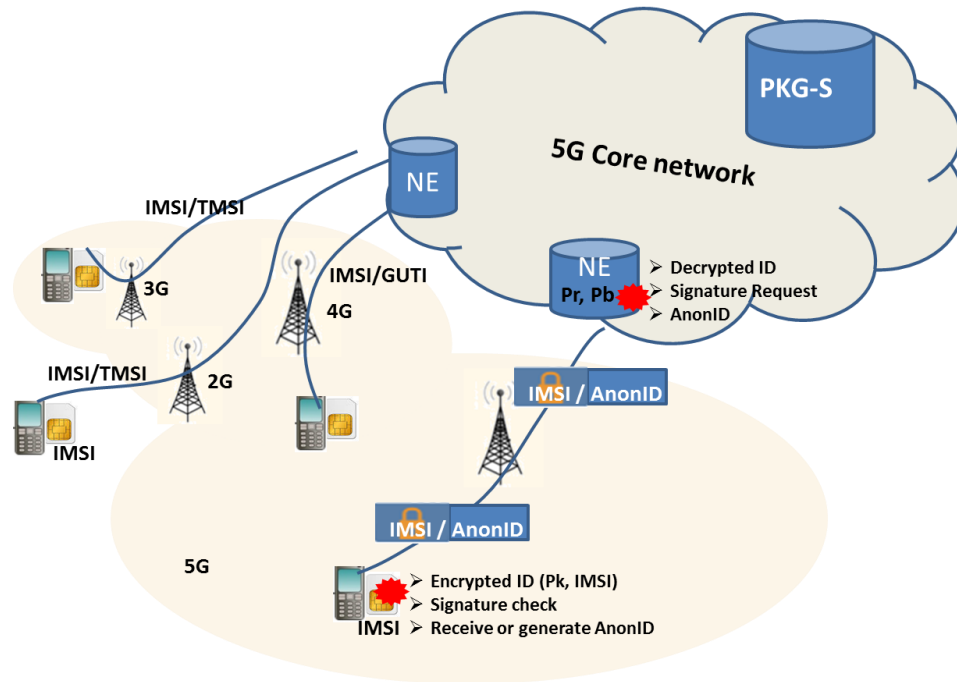 PKG-S
5G Core network
NE
IMSI/TMSI
3G
IMSI/GUTI
4G
NE
Pr, Pb
➢ Decrypted ID
➢ Signature Request
➢ AnonID
IMSI/TMSI
2G
IMSI
IMSI / AnonID
IMSI / AnonID
5G
IMSI
➢ Encrypted ID (Pk, IMSI)
➢ Signature check
➢ Receive or generate AnonID